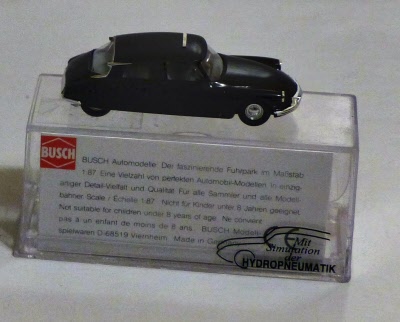 BUSCH
BUSCH Automodelle: Der faszinierende Fuhrpark im Maßstab
1:87. Eine Vielzahl von perfekten Automobil-Modellen in einzig-
artiger Detail-Vielfalt und Qualität. Für alle Sammler und alle Modell-
bahner. Scale / Échelle 1:87. Nicht für Kinder unter 8 Jahren geeignet.
Not suitable for children under 8 years of age. Ne convient
pas à un enfant de moins de 8 ans. BUSCH Modell-
spielwaren D-68519 Viernheim. Made in
Mit
Simulation
der
HYDROPNEUMATIK